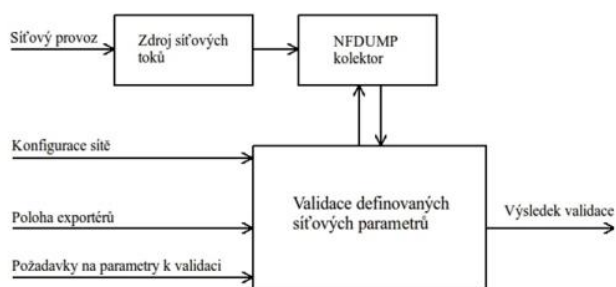 Síťový provoz
Zdroj síťových
toků
NFDUMP
kolektor
Konfigurace sítě
Poloha exportérů
Požadavky na parametry k validaci
Validace definovaných
síťových parametrů
Výsledek validace